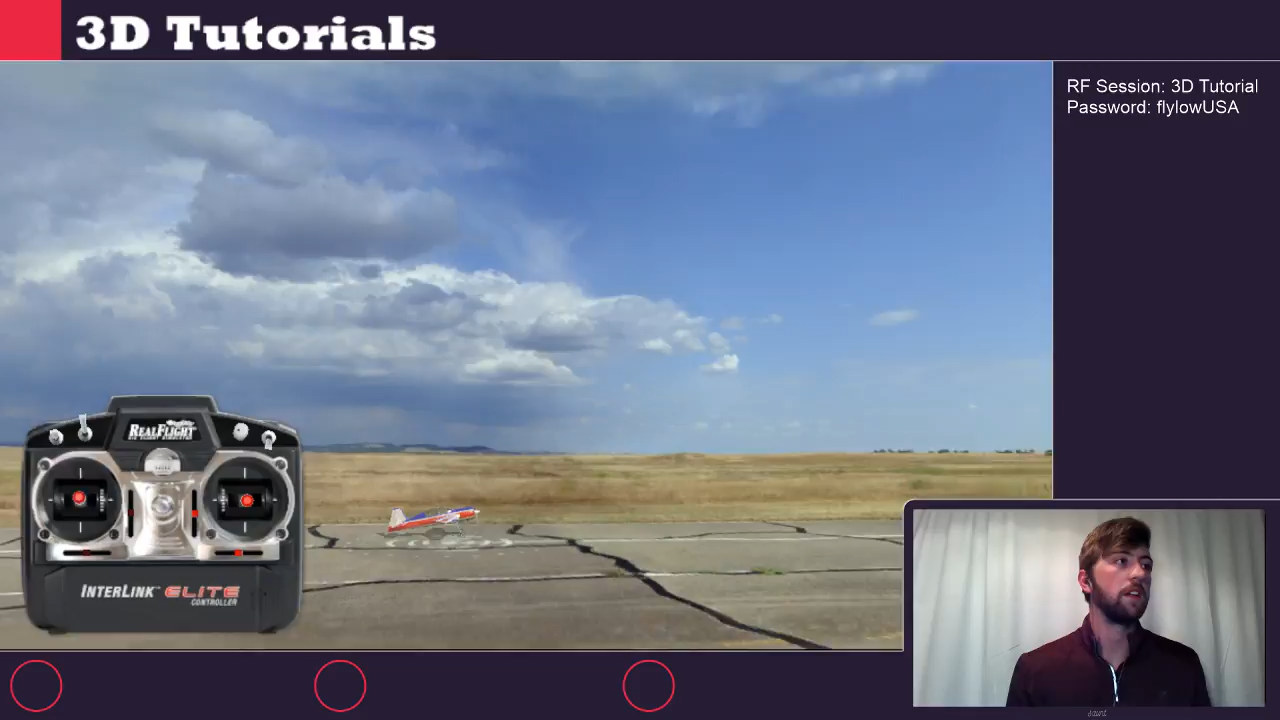 3D Tutorials
RF Session: 3D Tutorial
Password: flylowUSA
REALFLIGHT
INTERLINK ELITE
CONTROLLER